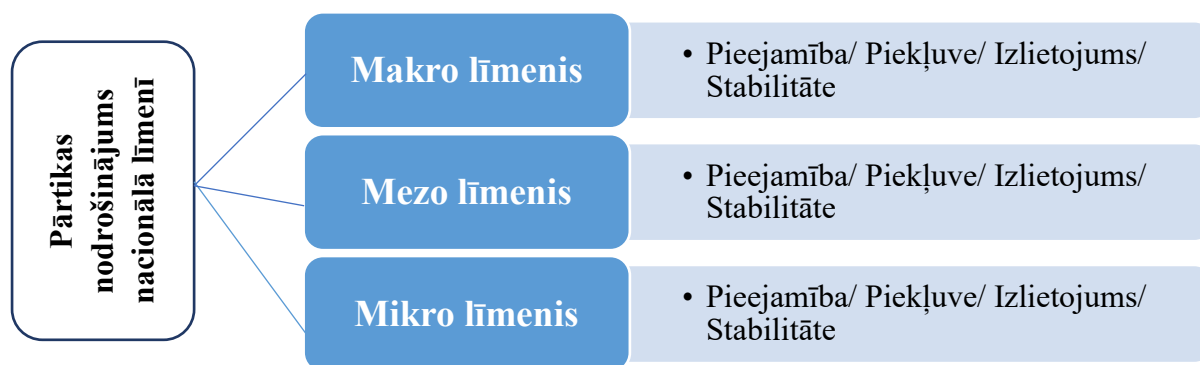 Pārtikas
nodrošinājums
nacionālā līmenī
Makro līmenis
• Pieejamība/ Piekļuve/ Izlietojums/
Stabilitāte
Mezo līmenis
• Pieejamība/ Piekļuve/ Izlietojums/
Stabilitāte
Mikro līmenis
• Pieejamība/ Piekļuve/ Izlietojums/
Stabilitāte